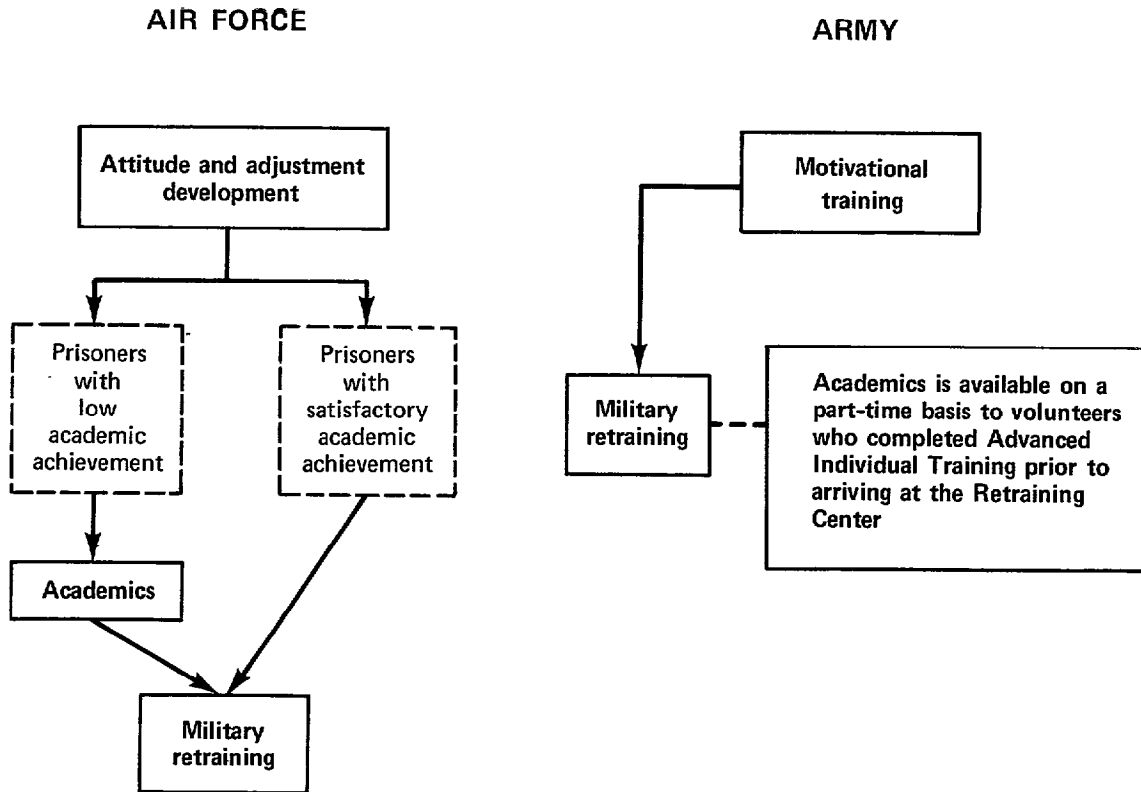 AIR FORCE
Attitude and adjustment
development
Prisoners
with
low
academic
achievement
Prisoners
with
satisfactory
academic
achievement
Academics
Military
retraining
ARMY
Motivational
training
Military
retraining
Academics is available on a
part-time basis to volunteers
who completed Advanced
Individual Training prior to
arriving at the Retraining
Center